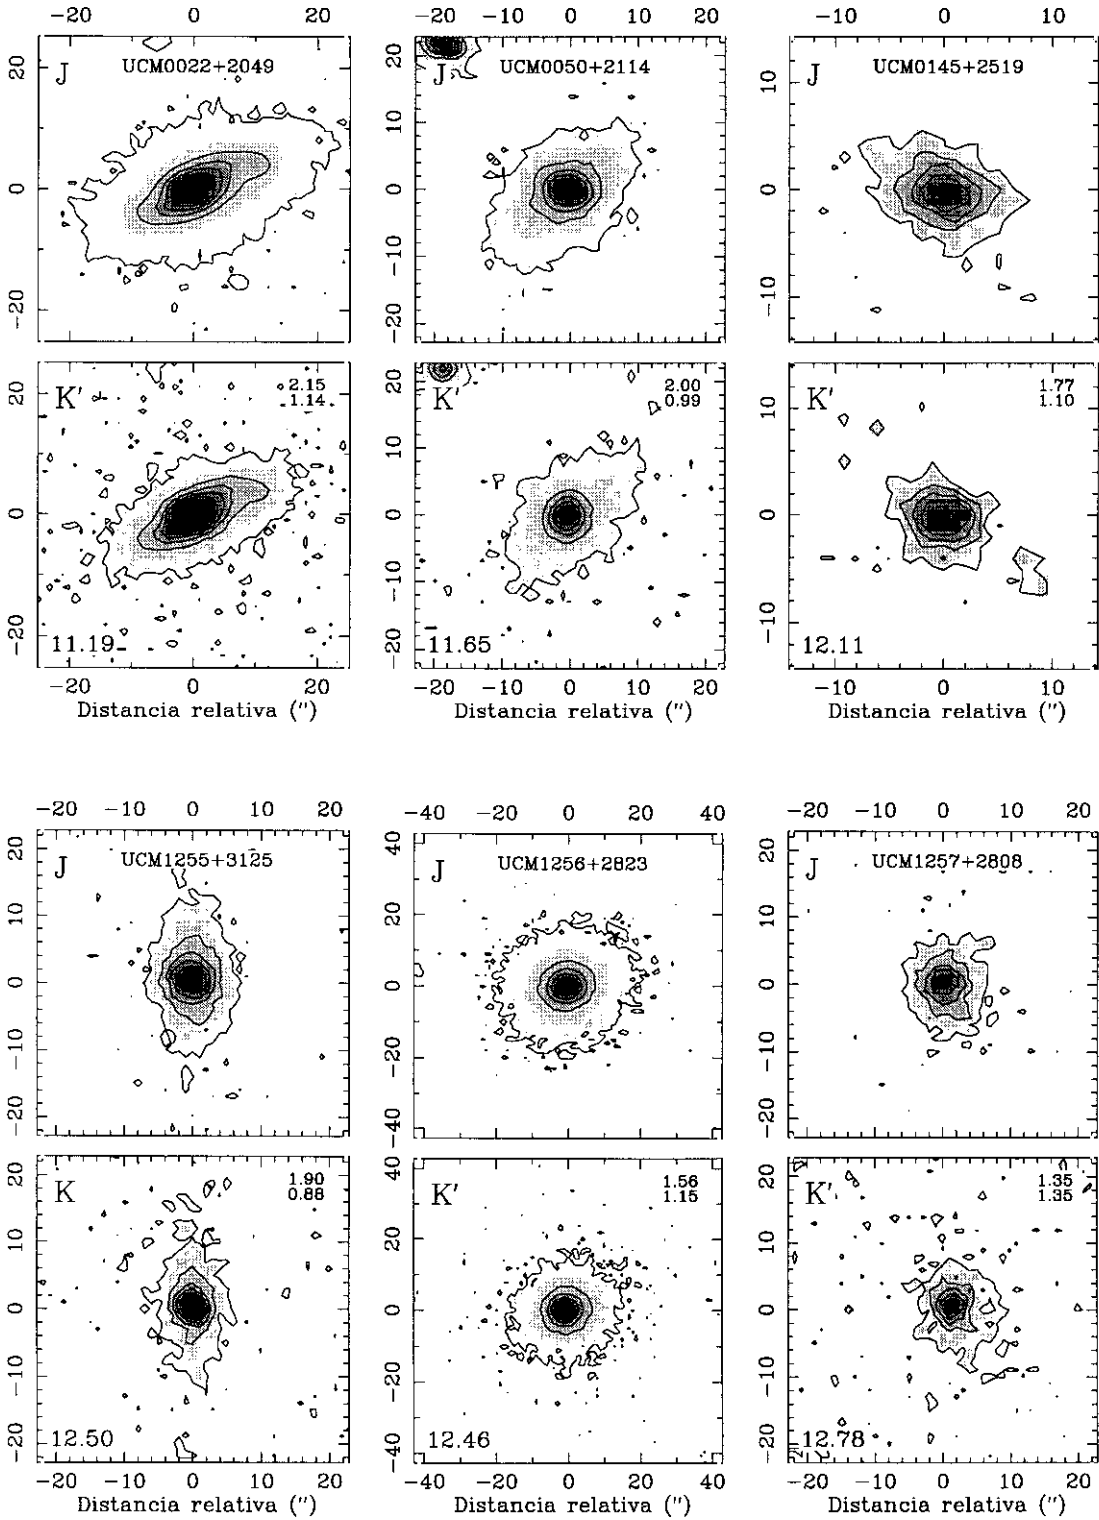 −20 0 20
−20 −10 0 10 20
−10 0 10
J UCM0022+2049
20
0
−20
J UCM0050+2114
20
10
0
−10
−20
J UCM0145+2519
10
0
−10
K' 2.15
1.14
20
0
−20
11.19
K' 2.00
0.99
20
10
0
−10
−20
11.65
K' 1.77
1.10
10
0
−10
12.11
−20 0 20
−20 −10 0 10 20
−10 0 10
Distancia relativa (")
Distancia relativa (")
Distancia relativa (")
−20 −10 0 10 20
−40 −20 0 20 40
−20 −10 0 10 20
J UCM1255+3125
20
10
0
−10
−20
J UCM1256+2823
40
20
0
−20
−40
J UCM1257+2808
20
10
0
−10
−20
K 1.90
0.88
20
10
0
−10
−20
12.50
K' 1.56
1.15
40
20
0
−20
−40
12.46
K' 1.35
1.35
20
10
0
−10
−20
12.78
−20 −10 0 10 20
−40 −20 0 20 40
−20 −10 0 10 20
Distancia relativa (")
Distancia relativa (")
Distancia relativa (")